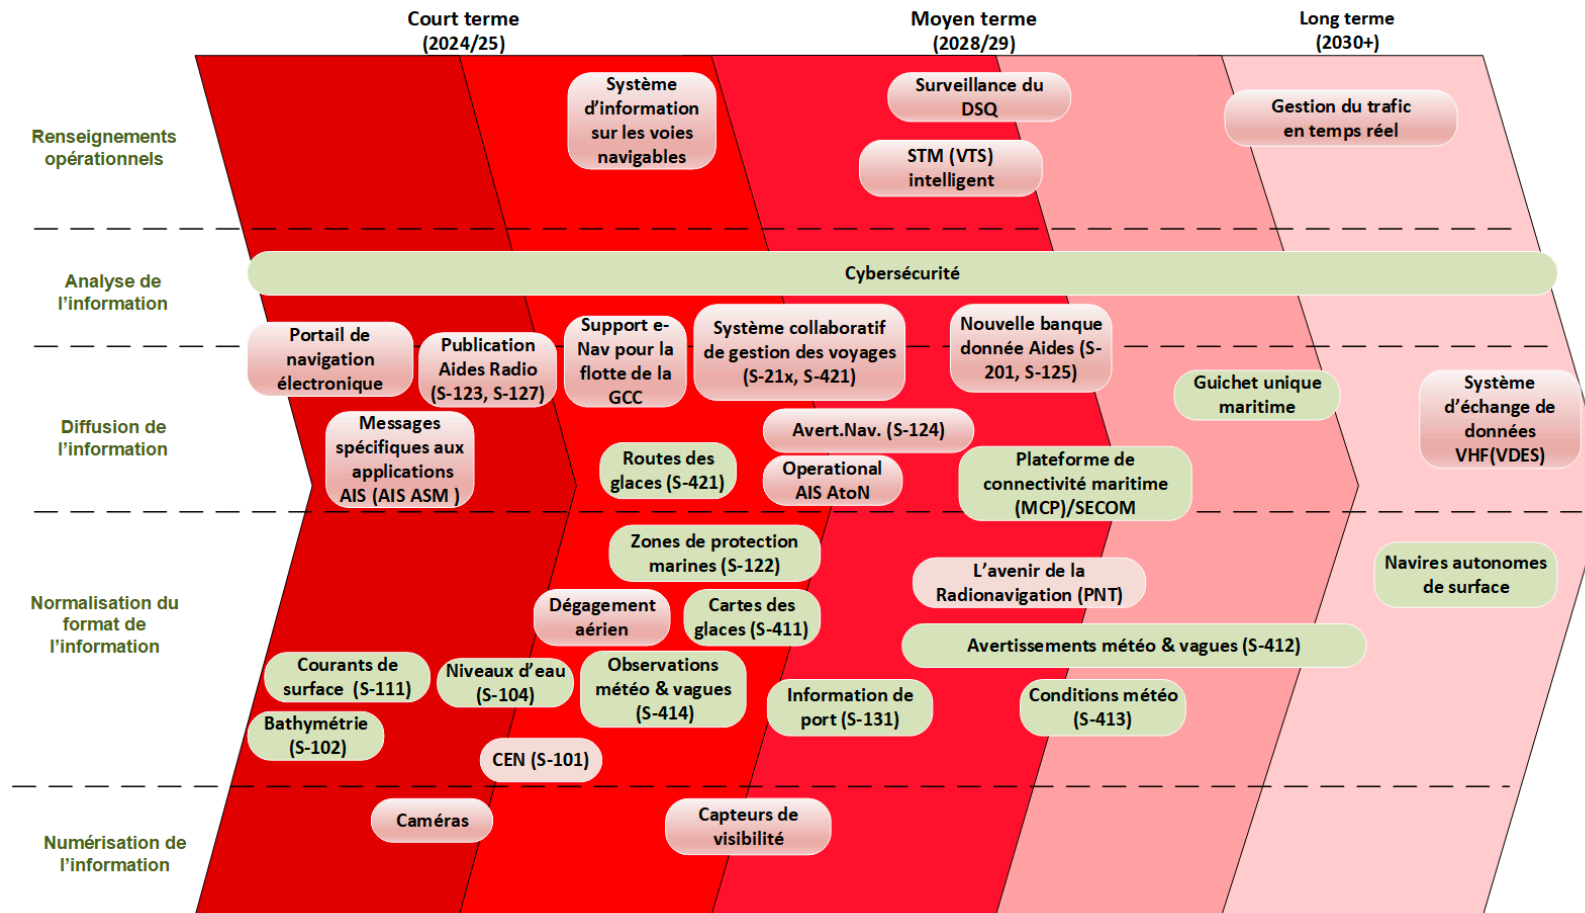 Court terme
(2024/25)
Moyen terme
(2028/29)
Long terme
(2030+)
Renseignements
opérationnels
Système
d’information
sur les voies
navigables
Surveillance du
DSQ
STM (VTS)
intelligent
Gestion du trafic
en temps réel
Analyse de
l’information
Cybersécurité
Portail de
navigation
électronique
Publication
Aides Radio
(S-123, S-127)
Support e-
Nav pour la
flotte de la
GCC
Système collaboratif
de gestion des voyages
(S-21x, S-421)
Nouvelle banque
donnée Aides (S-
201, S-125)
Guichet unique
maritime
Système
d’échange de
données
VHF(VDES)
Diffusion de
l’information
Messages
spécifiques aux
applications
AIS (AIS ASM )
Routes des
glaces (S-421)
Avert.Nav. (S-124)
Operational
AIS AtoN
Plateforme de
connectivité maritime
(MCP)/SECOM
Normalisation du
format de
l’information
Zones de protection
marines (S-122)
L’avenir de la
Radionavigation (PNT)
Navires autonomes
de surface
Dégagement
aérien
Cartes des
glaces (S-411)
Avertissements météo & vagues (S-412)
Courants de
surface  (S-111)
Niveaux d’eau
(S-104)
Observations
météo & vagues
(S-414)
Information de
port (S-131)
Conditions météo
(S-413)
Bathymétrie
(S-102)
CEN (S-101)
Numérisation de
l’information
Caméras
Capteurs de
visibilité